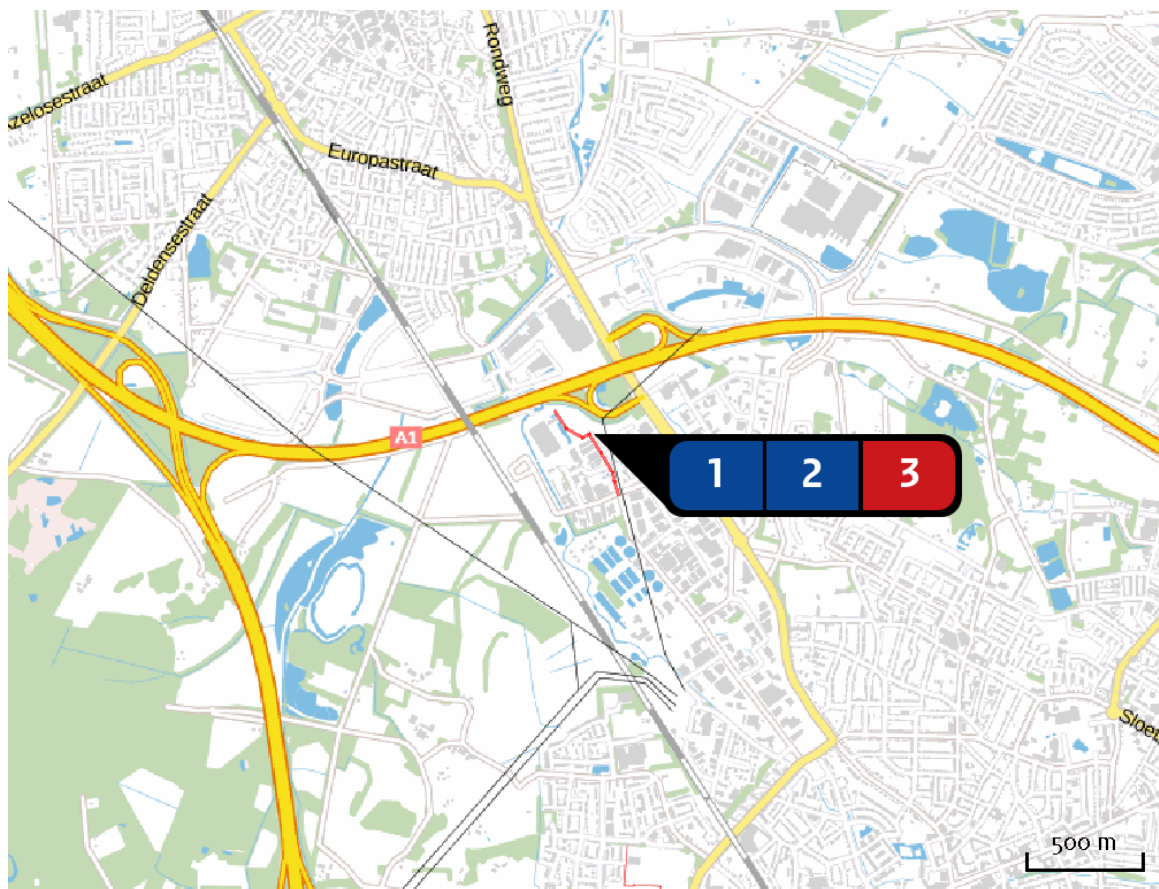 Rondweg
zelosestraat
Europastraat
Deldensestraat
A1
1 2 3
Sloet
500 m